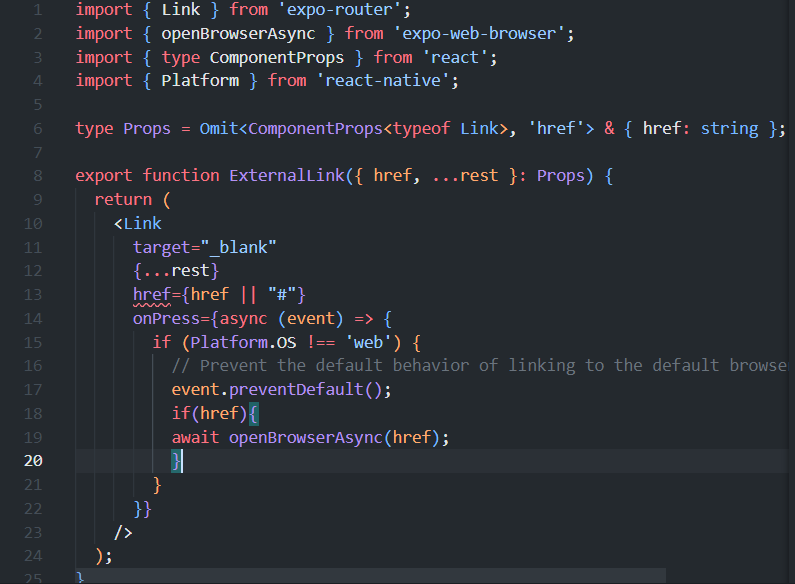 1 import { Link } from 'expo-router';
2 import { openBrowserAsync } from 'expo-web-browser';
3 import { type ComponentProps } from 'react';
4 import { Platform } from 'react-native';
5
6 type Props = Omit<ComponentProps<typeof Link>, 'href'> & { href: string };
7
8 export function ExternalLink({ href, ...rest }: Props) {
9   return (
10     <Link
11       target="_blank"
12       {...rest}
13       href={href || "#"}
14       onPress={async (event) => {
15         if (Platform.OS !== 'web') {
16           // Prevent the default behavior of linking to the default browse
17           event.preventDefault();
18           if(href){
19           await openBrowserAsync(href);
20           }
21         }
22       }}
23     />
24   );
25 }